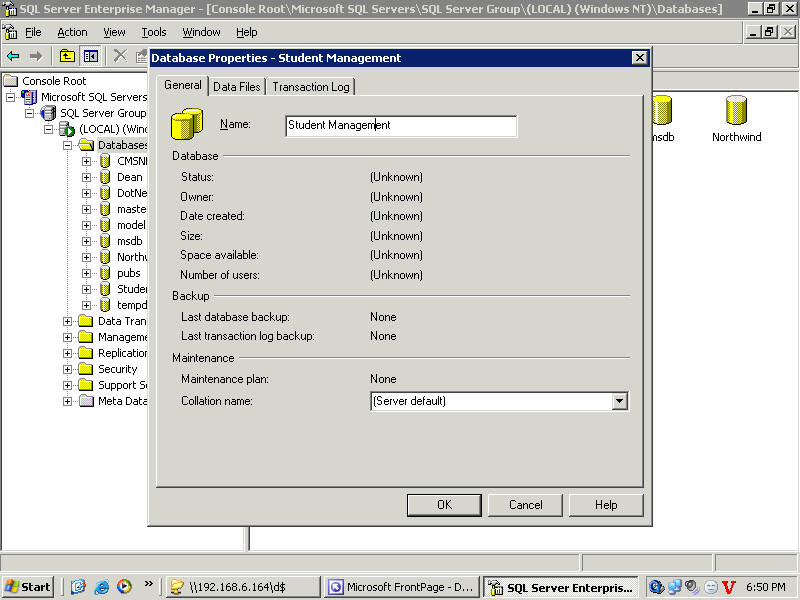 SQL Server Enterprise Manager - [Console Root\Microsoft SQL Servers\SQL Server Group\(LOCAL) (Windows NT)\Databases]
File Action View Tools Window Help
Database Properties - Student Management
General Data Files Transaction Log
Name: Student Management
Database
Status: (Unknown)
Owner: (Unknown)
Date created: (Unknown)
Size: (Unknown)
Space available: (Unknown)
Number of users: (Unknown)
Backup
Last database backup: None
Last transaction log backup: None
Maintenance
Maintenance plan: None
Collation name: (Server default)
OK Cancel Help
Console Root
Microsoft SQL Servers
SQL Server Group
(LOCAL) (Wind
Databases
CMSN
Dean
DotNe
maste
model
msdb
Northw
pubs
Studen
tempd
Data Tran
Manageme
Replication
Security
Support Se
Meta Data
msdb
Northwind
Start
»
\\192.168.6.164\d$
Microsoft FrontPage - D...
SQL Server Enterpris...
6:50 PM